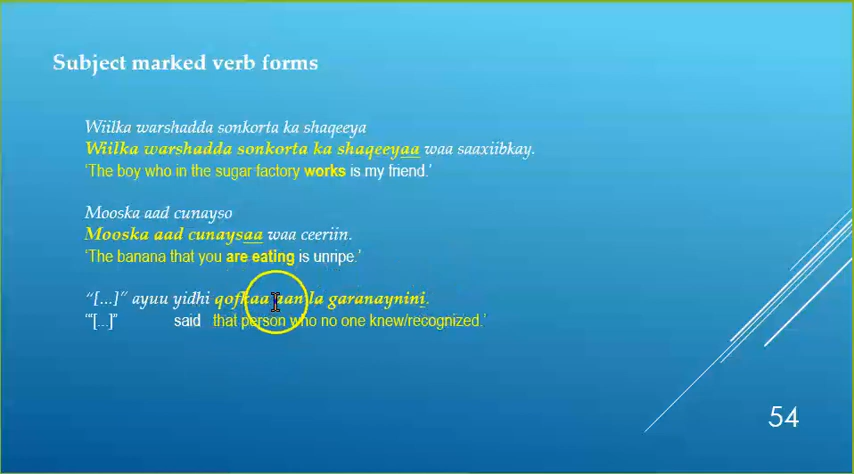 Subject marked verb forms
Wiilka warshadda sonkorta ka shaqeeya
Wiilka warshadda sonkorta ka shaqeeyaa waa saaxiibkay.
‘The boy who in the sugar factory works is my friend.’
Mooska aad cunayso
Mooska aad cunaysaa waa ceeriin.
‘The banana that you are eating is unripe.’
“[…]” ayuu yidhi qofkaa aan la garanaynini.
““[...]” said that person who no one knew/recognized.’
54